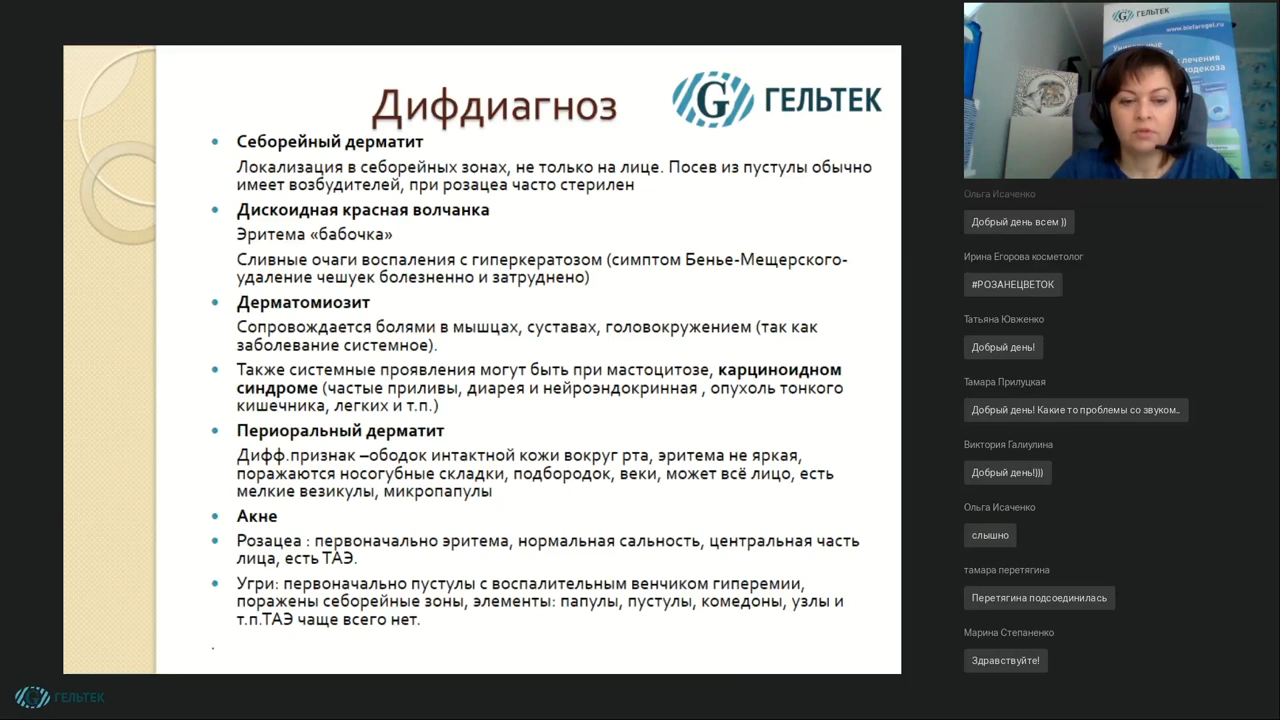 Дифдиагноз
ГЕЛЬТЕК
• Себорейный дерматит
Локализация в себорейных зонах, не только на лице. Посев из пустулы обычно
имеет возбудителей, при розацеа часто стерилен
• Дискоидная красная волчанка
Эритема «бабочка»
Сливные очаги воспаления с гиперкератозом (симптом Бенье-Мещерского-
удаление чешуек болезненно и затруднено)
• Дерматомиозит
Сопровождается болями в мышцах, суставах, головокружением (так как
заболевание системное).
• Также системные проявления могут быть при мастоцитозе, карциноидном
синдроме (частые приливы, диарея и нейроэндокринная , опухоль тонкого
кишечника, легких и т.п.)
• Периоральный дерматит
Дифф.признак –ободок интактной кожи вокруг рта, эритема не яркая,
поражаются носогубные складки, подбородок, веки, может всё лицо, есть
мелкие везикулы, микропапулы
• Акне
• Розацеа : первоначально эритема, нормальная сальность, центральная часть
лица, есть ТАЭ.
• Угри: первоначально пустулы с воспалительным венчиком гиперемии,
поражены себорейные зоны, элементы: папулы, пустулы, комедоны, узлы и
т.п.ТАЭ чаще всего нет.
.
ГЕЛЬТЕК
ГЕЛЬТЕК
лечения
Ольга Исаченко
Добрый день всем ))
Ирина Егорова косметолог
#РОЗАНЕЦВЕТОК
Татьяна Ювженко
Добрый день!
Тамара Прилуцкая
Добрый день! Какие то проблемы со звуком..
Виктория Галиулина
Добрый день!)))
Ольга Исаченко
слышно
тамара перетягина
Перетягина подсоединилась
Марина Степаненко
Здравствуйте!